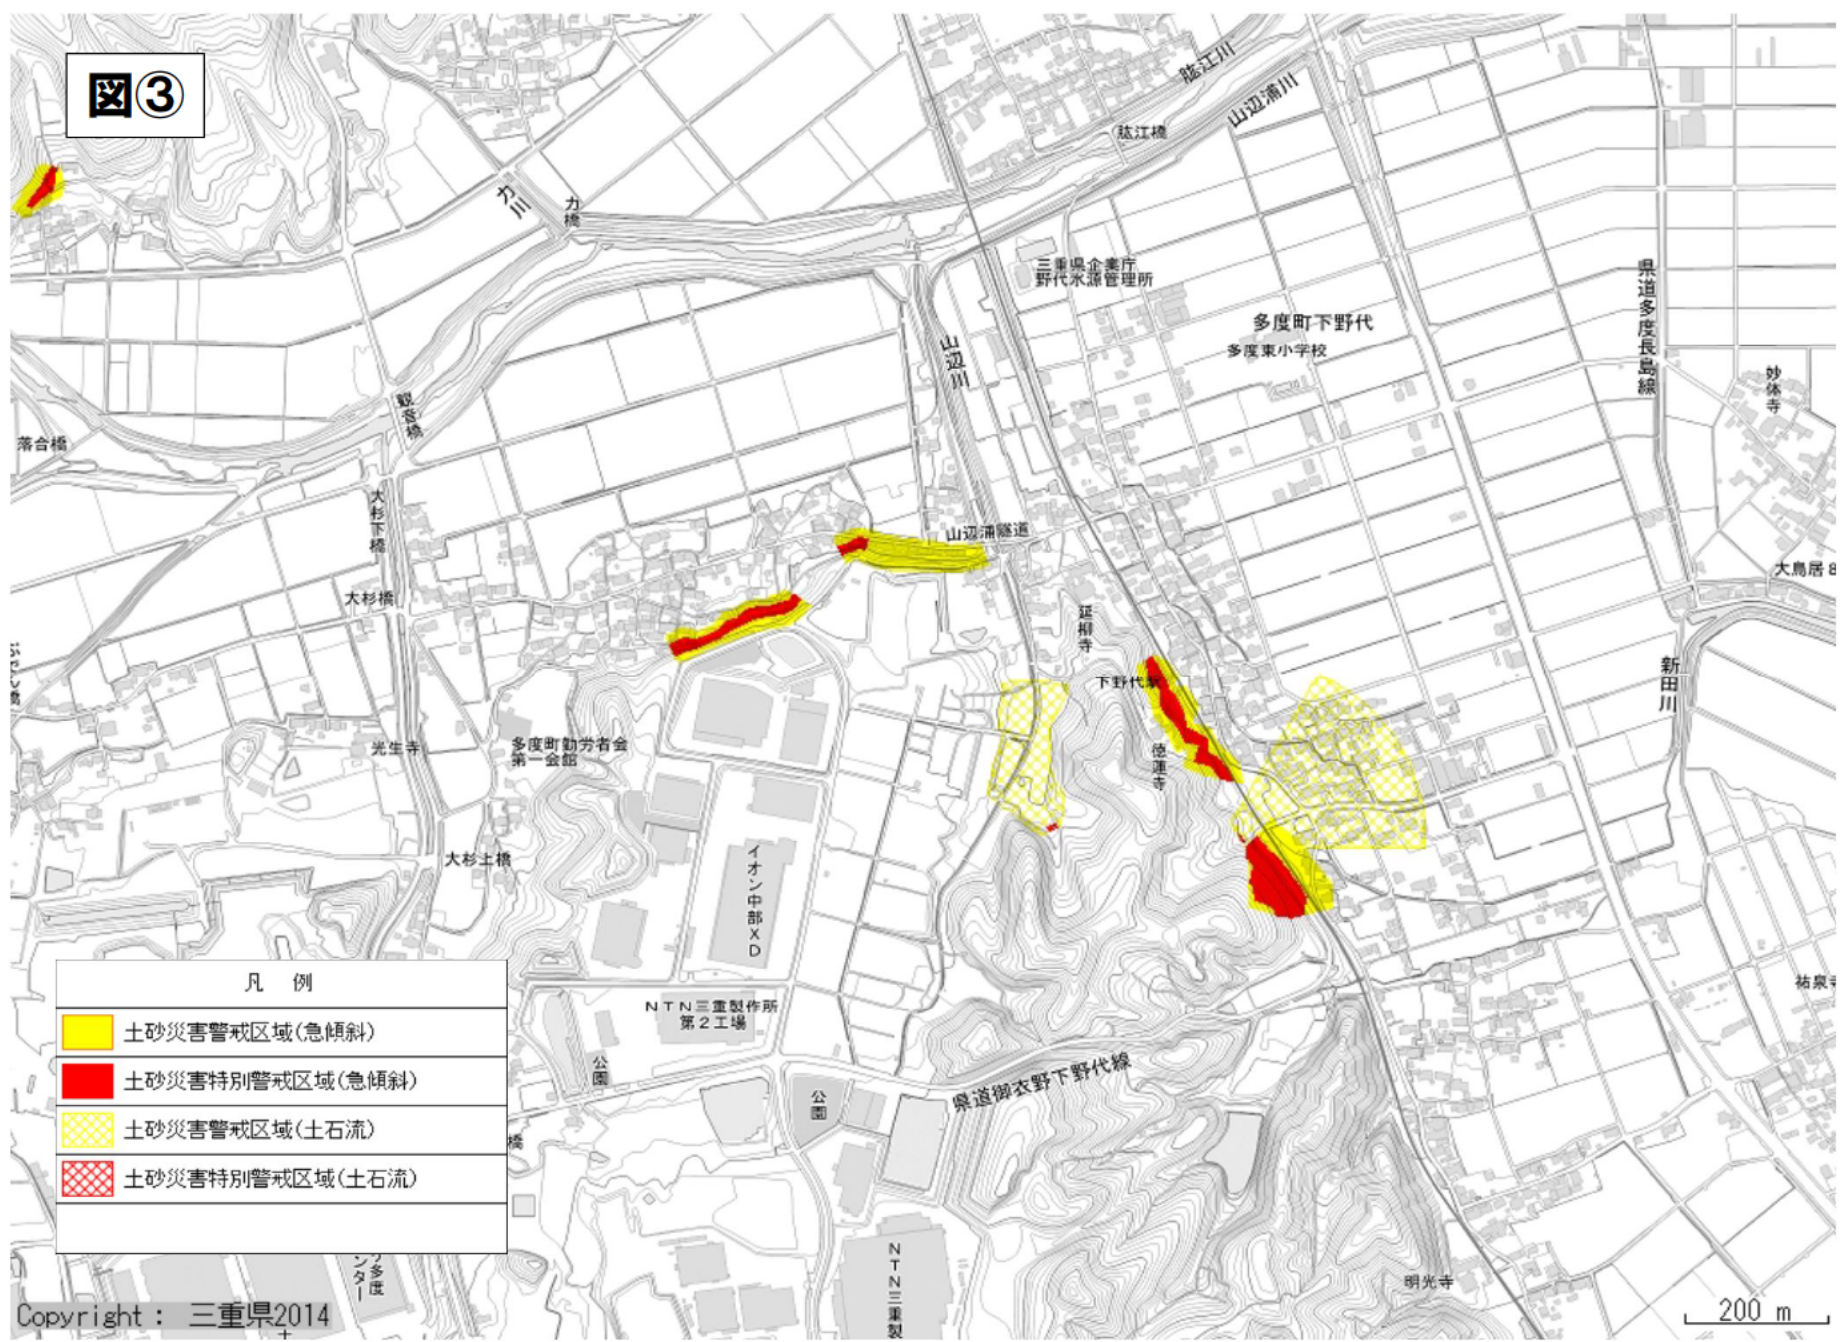 図③
肱江川
山辺浦川
肱江橋
力川
力橋
三重県企業庁
野代水源管理所
多度町下野代
多度東小学校
県道多度長島線
山辺川
妙体寺
観音橋
落合橋
大杉下橋
山辺浦隧道
大鳥居
大杉橋
延柳寺
下野代駅
新田川
光生寺
多度町勤労者会
第一会館
徳蓮寺
大杉上橋
イオン中部XD
凡 例
土砂災害警戒区域(急傾斜)
土砂災害特別警戒区域(急傾斜)
土砂災害警戒区域(土石流)
土砂災害特別警戒区域(土石流)
NTN三重製作所
第2工場
祐泉寺
公園
公園
県道御衣野下野代線
橋
NTN三重製
明光寺
多度
ンター
Copyright : 三重県2014
200 m